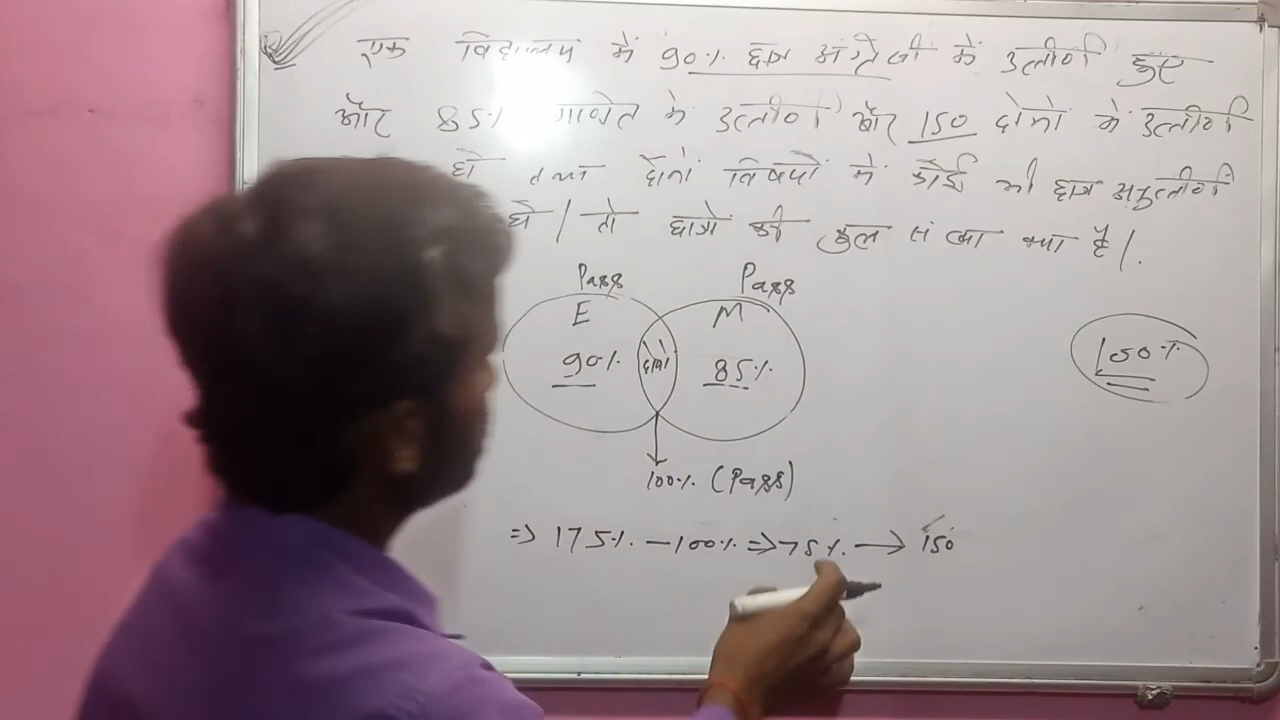 एक विद्यालय में 90% छात्र अंग्रेजी में उत्तीर्ण हुए
और 85% गणित में उत्तीर्ण और 150 दोनों में उत्तीर्ण
तथा दोनों विषयों में कोई भी छात्र अनुत्तीर्ण
तो छात्रों की कुल संख्या क्या है।
Pass Pass
E M
90% 85%
100%
100% (Pass)
⇒ 175% — 100% ⇒ 75% → 150